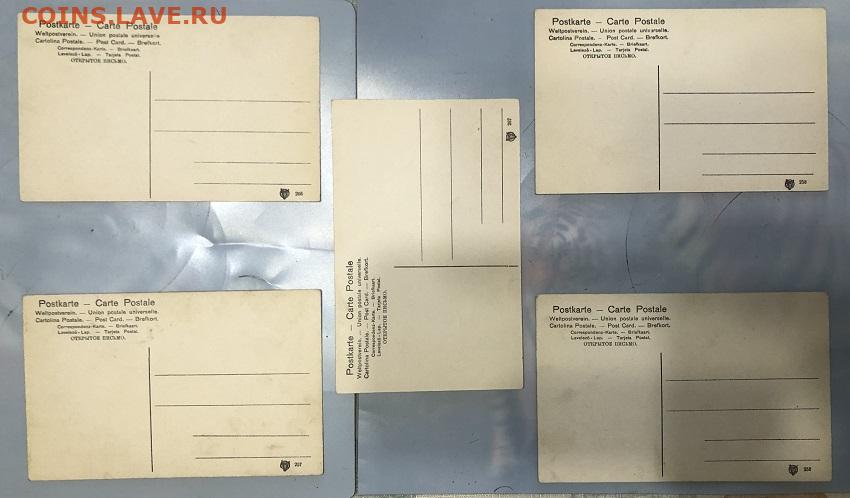 COINS.LAVE.RU
Postkarte – Carte Postale
Weltpostverein. — Union postale universelle.
Cartolina Postale. — Post Card. — Brefkort.
Correspondenz-Karte. — Briefkaart.
Levelező-Lap. — Tarjeta Postal.
ОТКРЫТОЕ ПИСЬМО.
266
Postkarte – Carte Postale
Weltpostverein. — Union postale universelle.
Cartolina Postale. — Post Card. — Brefkort.
Correspondenz-Karte. — Briefkaart.
Levelező-Lap. — Tarjeta Postal.
ОТКРЫТОЕ ПИСЬМО.
258
Postkarte – Carte Postale
Weltpostverein. — Union postale universelle.
Cartolina Postale. — Post Card. — Brefkort.
Correspondenz-Karte. — Briefkaart.
Levelező-Lap. — Tarjeta Postal.
ОТКРЫТОЕ ПИСЬМО.
267
Postkarte – Carte Postale
Weltpostverein. — Union postale universelle.
Cartolina Postale. — Post Card. — Brefkort.
Correspondenz-Karte. — Briefkaart.
Levelező-Lap. — Tarjeta Postal.
ОТКРЫТОЕ ПИСЬМО.
257
Postkarte – Carte Postale
Weltpostverein. — Union postale universelle.
Cartolina Postale. — Post Card. — Brefkort.
Correspondenz-Karte. — Briefkaart.
Levelező-Lap. — Tarjeta Postal.
ОТКРЫТОЕ ПИСЬМО.
258